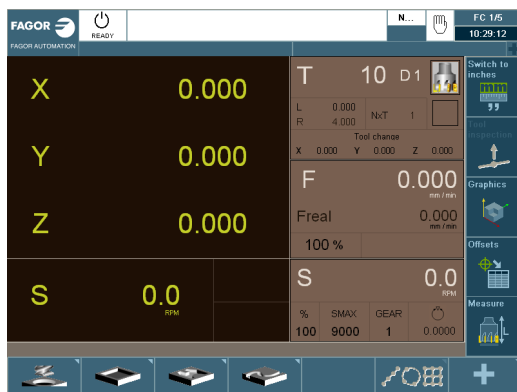 FAGOR
READY
N...
FC 1/5
10:29:12
FAGOR AUTOMATION
X 0.000
Y 0.000
Z 0.000
S 0.0
RPM
T 10 D 1
L 0.000
R 4.000
NxT 1
Tool change
X 0.000 Y 0.000 Z 0.000
F 0.000
mm / min
Freal 0.000
mm / min
100 %
S 0.0
RPM
% SMAX GEAR
100 9000 1 0.0000
Switch to
inches
Tool
inspection
Graphics
Offsets
Measure
L